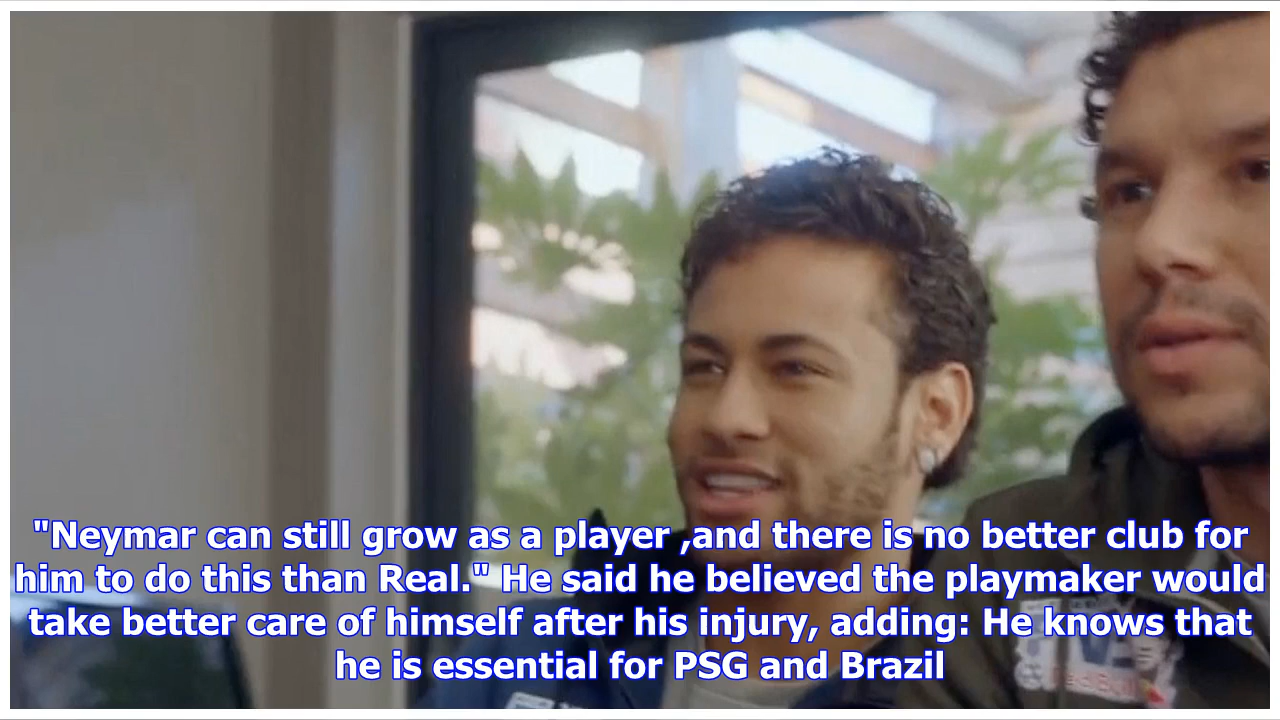 "Neymar can still grow as a player ,and there is no better club for
him to do this than Real." He said he believed the playmaker would
take better care of himself after his injury, adding: He knows that
he is essential for PSG and Brazil